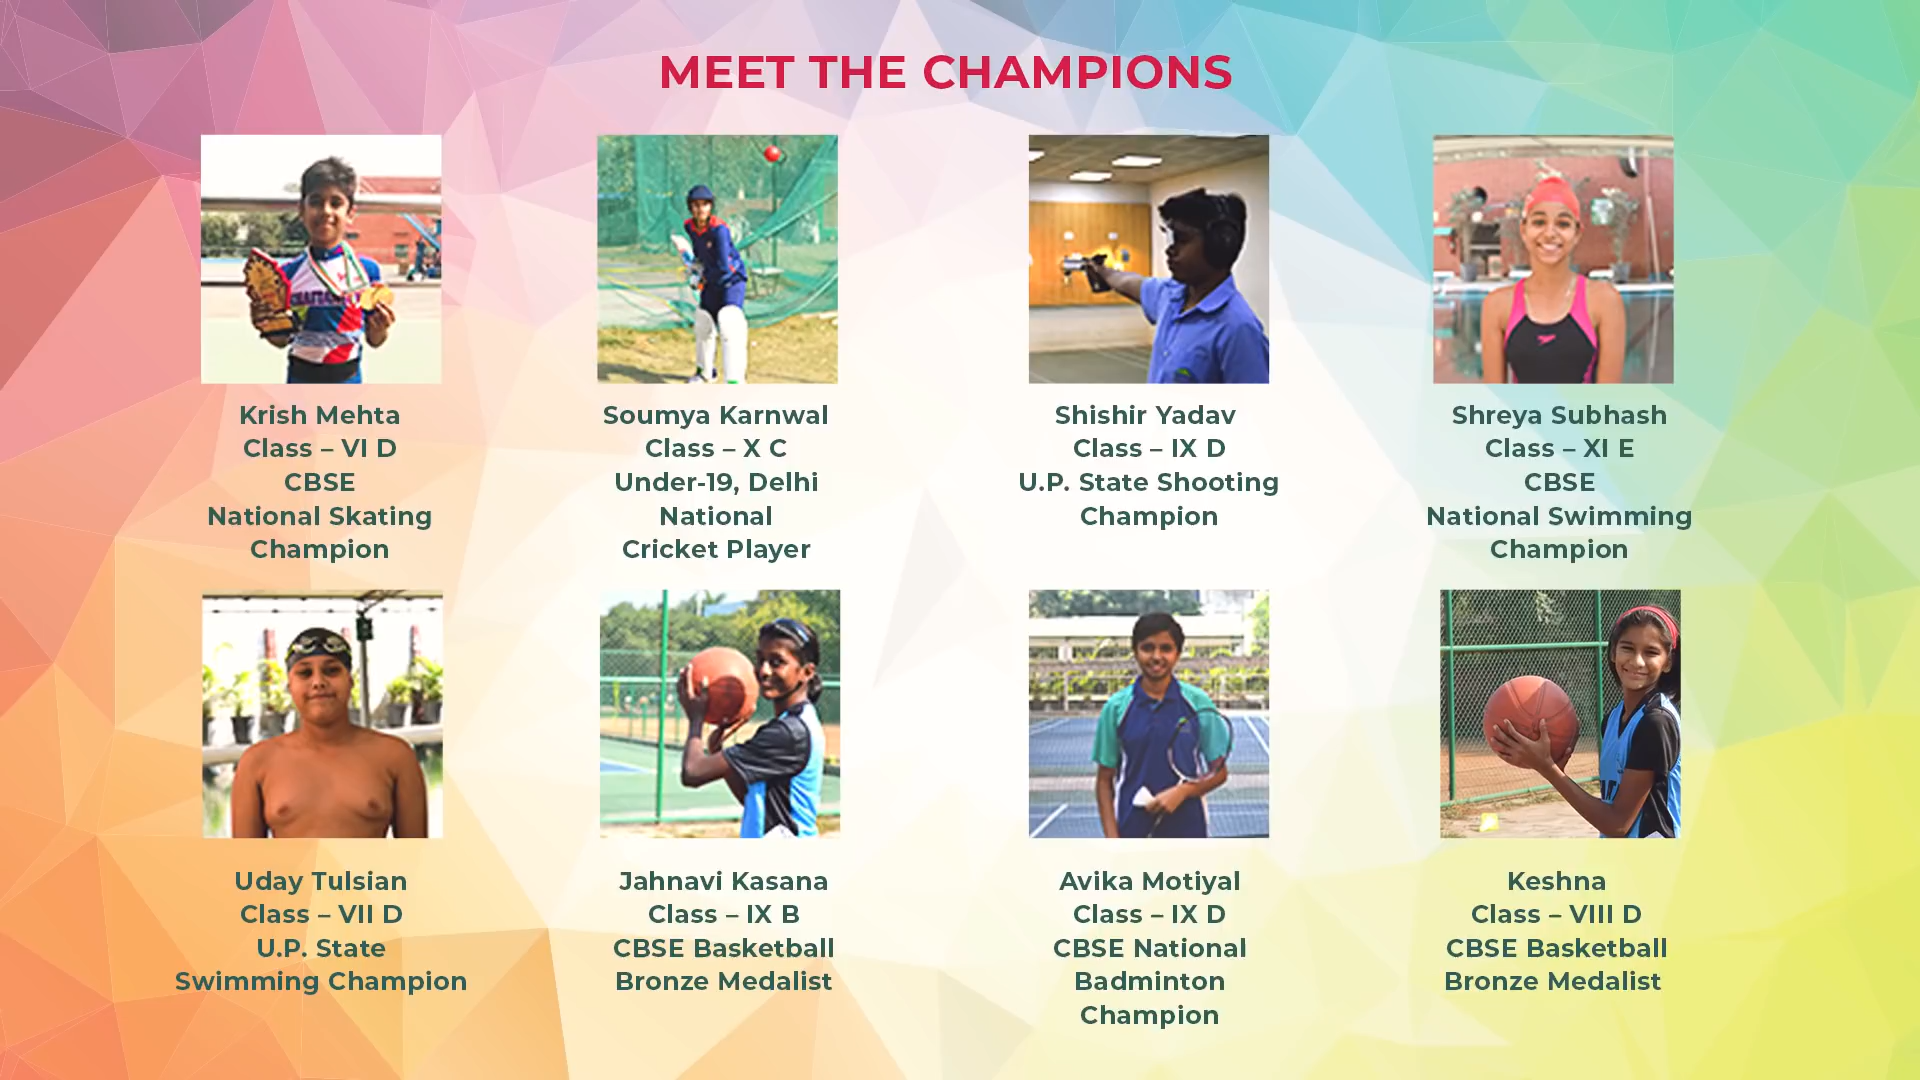 MEET THE CHAMPIONS
Krish Mehta
Class – VI D
CBSE
National Skating
Champion
Soumya Karnwal
Class – X C
Under-19, Delhi
National
Cricket Player
Shishir Yadav
Class – IX D
U.P. State Shooting
Champion
Shreya Subhash
Class – XI E
CBSE
National Swimming
Champion
Uday Tulsian
Class – VII D
U.P. State
Swimming Champion
Jahnavi Kasana
Class – IX B
CBSE Basketball
Bronze Medalist
Avika Motiyal
Class – IX D
CBSE National
Badminton
Champion
Keshna
Class – VIII D
CBSE Basketball
Bronze Medalist